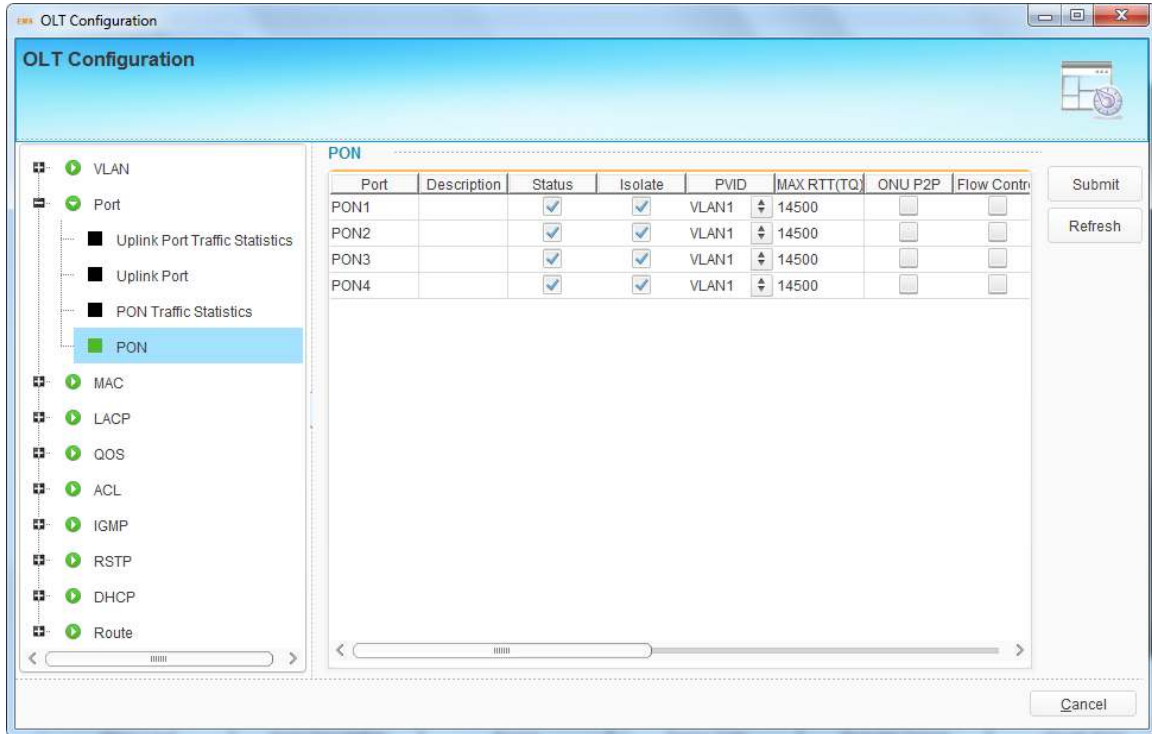 EMS OLT Configuration
OLT Configuration
VLAN
Port
Uplink Port Traffic Statistics
Uplink Port
PON Traffic Statistics
PON
MAC
LACP
QOS
ACL
IGMP
RSTP
DHCP
Route
PON
Port Description Status Isolate PVID MAX RTT(TQ) ONU P2P Flow Contr
PON1 VLAN1 14500
PON2 VLAN1 14500
PON3 VLAN1 14500
PON4 VLAN1 14500
Submit
Refresh
Cancel